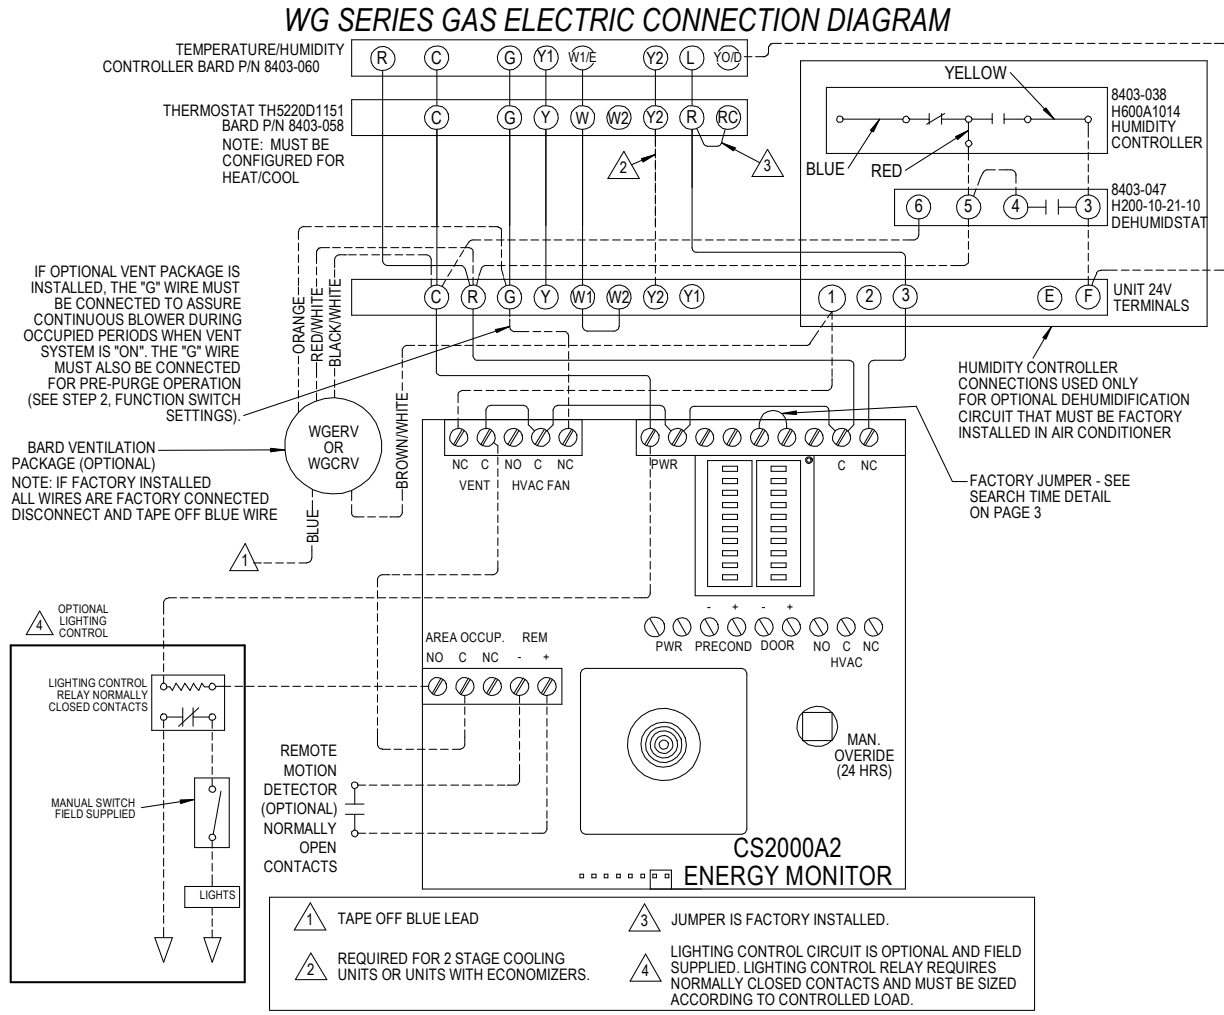 WG SERIES GAS ELECTRIC CONNECTION DIAGRAM
TEMPERATURE/HUMIDITY
CONTROLLER BARD P/N 8403-060
R C G Y1 W1/E Y2 L YO/D
THERMOSTAT TH5220D1151
BARD P/N 8403-058
NOTE: MUST BE
CONFIGURED FOR
HEAT/COOL
C G Y W W2 Y2 R RC
2
3
YELLOW
BLUE
RED
8403-038
H600A1014
HUMIDITY
CONTROLLER
6 5 4 3
8403-047
H200-10-21-10
DEHUMIDSTAT
C R G Y W1 W2 Y2 Y1 1 2 3 E F
UNIT 24V
TERMINALS
IF OPTIONAL VENT PACKAGE IS
INSTALLED, THE "G" WIRE MUST
BE CONNECTED TO ASSURE
CONTINUOUS BLOWER DURING
OCCUPIED PERIODS WHEN VENT
SYSTEM IS "ON". THE "G" WIRE
MUST ALSO BE CONNECTED
FOR PRE-PURGE OPERATION
(SEE STEP 2, FUNCTION SWITCH
SETTINGS).
ORANGE
RED/WHITE
BLACK/WHITE
BROWN/WHITE
BLUE
WGERV
OR
WGCRV
BARD VENTILATION
PACKAGE (OPTIONAL)
NOTE: IF FACTORY INSTALLED
ALL WIRES ARE FACTORY CONNECTED
DISCONNECT AND TAPE OFF BLUE WIRE
1
HUMIDITY CONTROLLER
CONNECTIONS USED ONLY
FOR OPTIONAL DEHUMIDIFICATION
CIRCUIT THAT MUST BE FACTORY
INSTALLED IN AIR CONDITIONER
FACTORY JUMPER - SEE
SEARCH TIME DETAIL
ON PAGE 3
NC C NO C NC
VENT HVAC FAN
PWR C NC
- + - +
PWR PRECOND DOOR NO C NC
HVAC
4
OPTIONAL
LIGHTING
CONTROL
LIGHTING CONTROL
RELAY NORMALLY
CLOSED CONTACTS
MANUAL SWITCH
FIELD SUPPLIED
LIGHTS
AREA OCCUP. REM
NO C NC - +
REMOTE
MOTION
DETECTOR
(OPTIONAL)
NORMALLY
OPEN
CONTACTS
MAN.
OVERIDE
(24 HRS)
CS2000A2
ENERGY MONITOR
1 TAPE OFF BLUE LEAD
2 REQUIRED FOR 2 STAGE COOLING
UNITS OR UNITS WITH ECONOMIZERS.
3 JUMPER IS FACTORY INSTALLED.
4 LIGHTING CONTROL CIRCUIT IS OPTIONAL AND FIELD
SUPPLIED. LIGHTING CONTROL RELAY REQUIRES
NORMALLY CLOSED CONTACTS AND MUST BE SIZED
ACCORDING TO CONTROLLED LOAD.